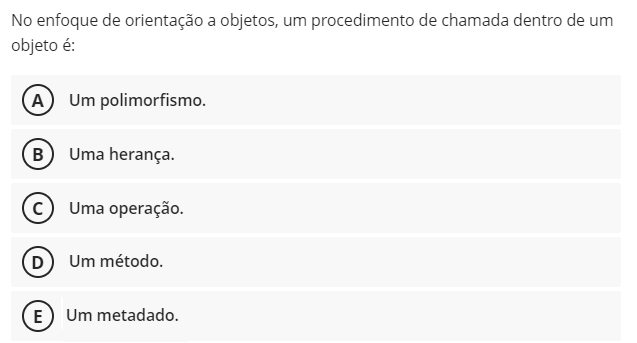 No enfoque de orientação a objetos, um procedimento de chamada dentro de um
objeto é:
A Um polimorfismo.
B Uma herança.
C Uma operação.
D Um método.
E Um metadado.